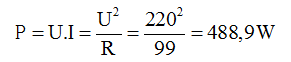 P = U.I = U²/R = 220²/99 = 488,9W